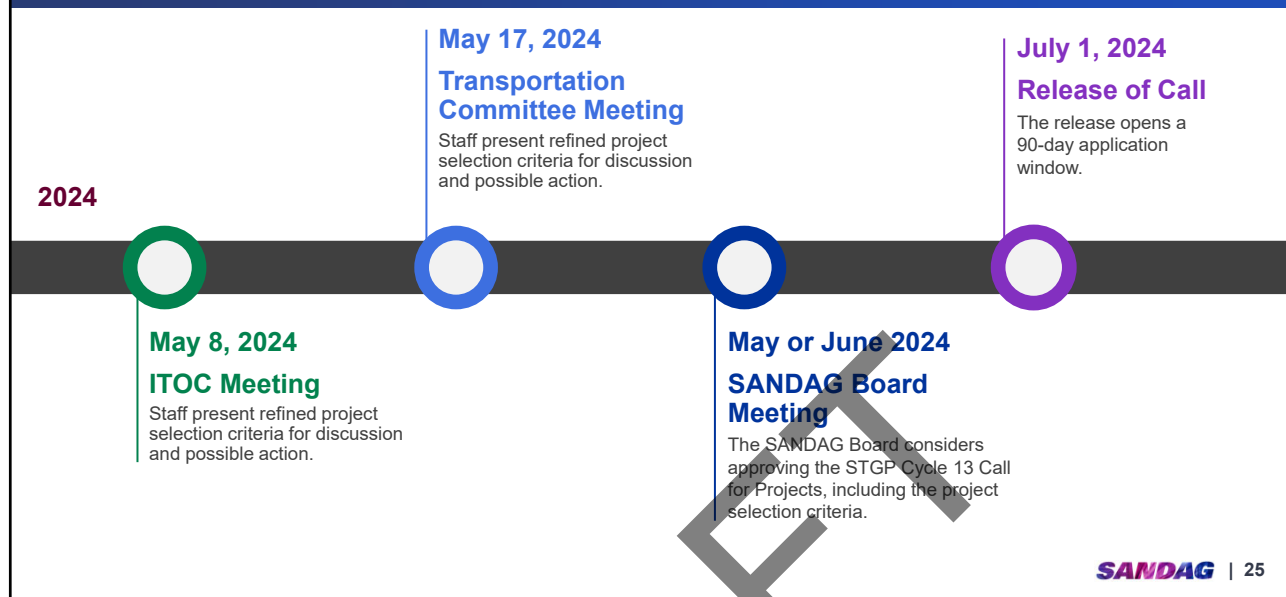 2024
May 8, 2024
ITOC Meeting
Staff present refined project
selection criteria for discussion
and possible action.
May 17, 2024
Transportation
Committee Meeting
Staff present refined project
selection criteria for discussion
and possible action.
May or June 2024
SANDAG Board
Meeting
The SANDAG Board considers
approving the STGP Cycle 13 Call
for Projects, including the project
selection criteria.
July 1, 2024
Release of Call
The release opens a
90-day application
window.
FT
SANDAG | 25